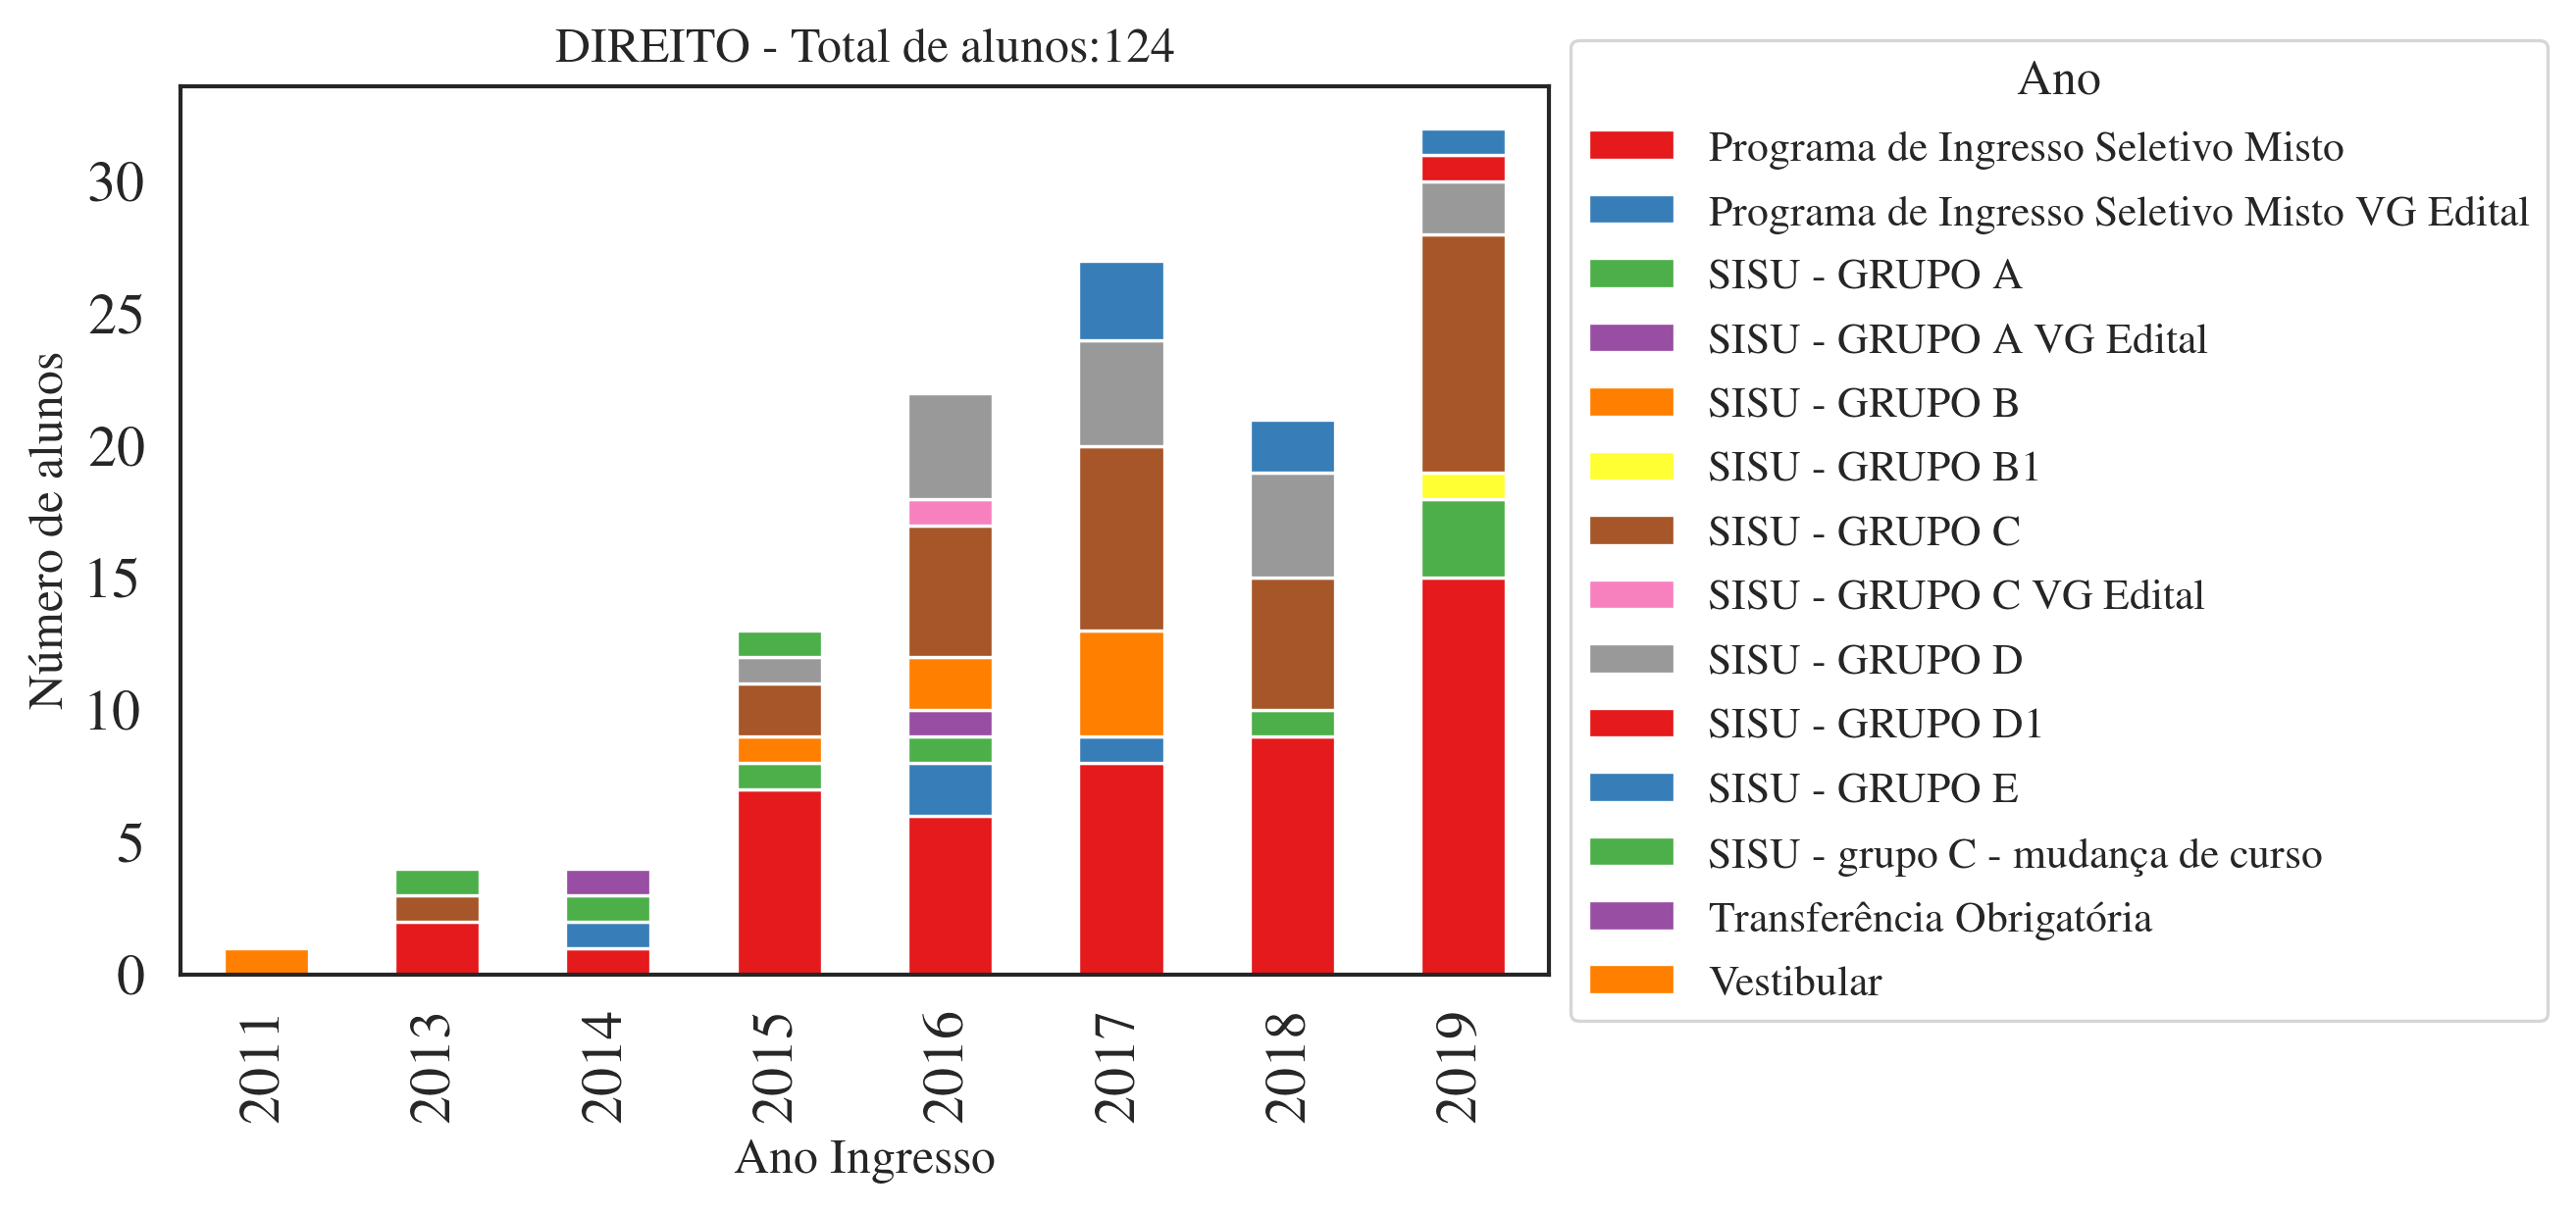 DIREITO - Total de alunos:124
Número de alunos
30
25
20
15
10
5
0
2011
2013
2014
2015
2016
2017
2018
2019
Ano Ingresso
Ano
Programa de Ingresso Seletivo Misto
Programa de Ingresso Seletivo Misto VG Edital
SISU - GRUPO A
SISU - GRUPO A VG Edital
SISU - GRUPO B
SISU - GRUPO B1
SISU - GRUPO C
SISU - GRUPO C VG Edital
SISU - GRUPO D
SISU - GRUPO D1
SISU - GRUPO E
SISU - grupo C - mudança de curso
Transferência Obrigatória
Vestibular